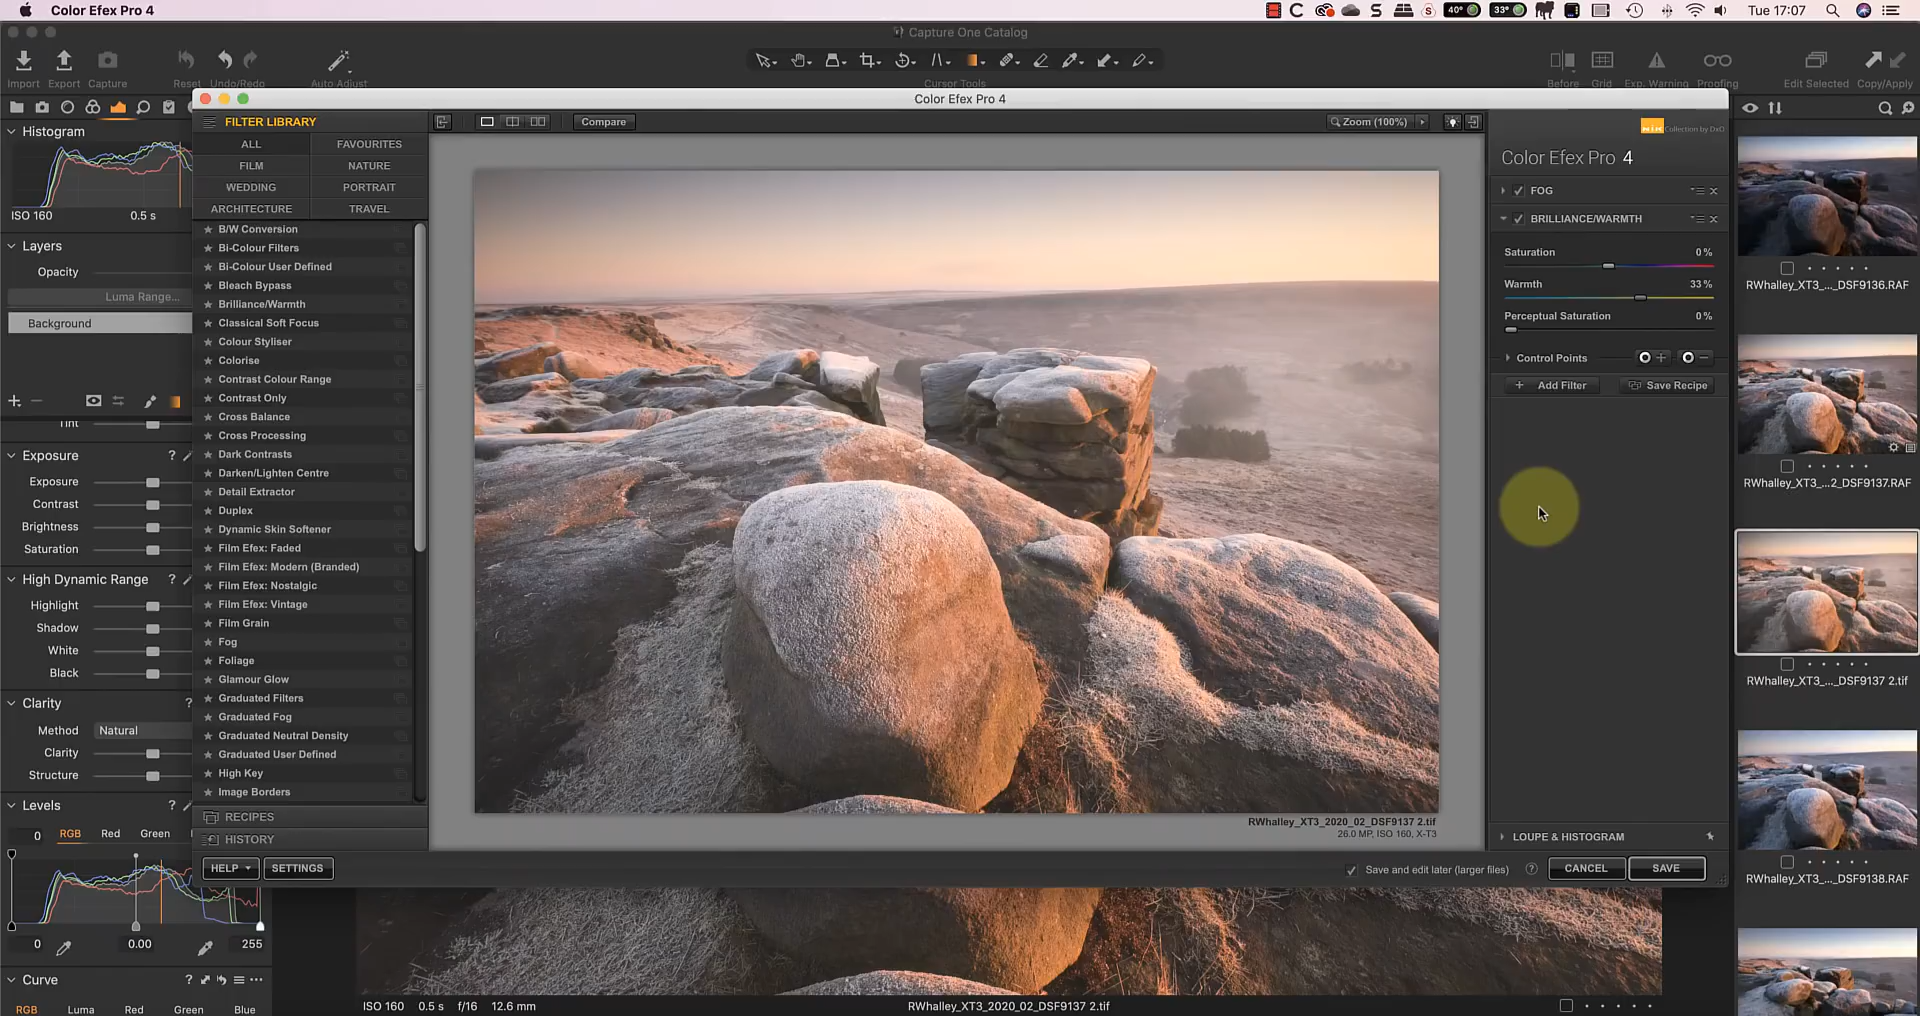 Color Efex Pro 4
40° 33° Tue 17:07
Capture One Catalog
Import Export Capture Reset Undo/Redo Auto Adjust Cursor Tools Before Grid Exp. Warning Proofing Edit Selected Copy/Apply
Color Efex Pro 4
Histogram
ISO 160 0.5 s
Layers
Opacity
Luma Range...
Background
Tint
Exposure ?
Exposure
Contrast
Brightness
Saturation
High Dynamic Range ?
Highlight
Shadow
White
Black
Clarity ?
Method Natural
Clarity
Structure
Levels ?
0 RGB Red Green
0 0.00 255
Curve ?
RGB Luma Red Green Blue
FILTER LIBRARY
ALL FAVOURITES
FILM NATURE
WEDDING PORTRAIT
ARCHITECTURE TRAVEL
B/W Conversion
Bi-Colour Filters
Bi-Colour User Defined
Bleach Bypass
Brilliance/Warmth
Classical Soft Focus
Colour Styliser
Colorise
Contrast Colour Range
Contrast Only
Cross Balance
Cross Processing
Dark Contrasts
Darken/Lighten Centre
Detail Extractor
Duplex
Dynamic Skin Softener
Film Efex: Faded
Film Efex: Modern (Branded)
Film Efex: Nostalgic
Film Efex: Vintage
Film Grain
Fog
Foliage
Glamour Glow
Graduated Filters
Graduated Fog
Graduated Neutral Density
Graduated User Defined
High Key
Image Borders
RECIPES
HISTORY
HELP SETTINGS
Compare
Zoom (100%)
RWhalley_XT3_2020_02_DSF9137 2.tif
26.0 MP, ISO 160, X-T3
Nik Collection by DxO
Color Efex Pro 4
FOG
BRILLIANCE/WARMTH
Saturation 0%
Warmth 33%
Perceptual Saturation 0%
Control Points
Add Filter Save Recipe
LOUPE & HISTOGRAM
Save and edit later (larger files) ? CANCEL SAVE
ISO 160 0.5 s f/16 12.6 mm RWhalley_XT3_2020_02_DSF9137 2.tif
RWhalley_XT3_..._DSF9136.RAF
RWhalley_XT3_...2_DSF9137.RAF
RWhalley_XT3_..._DSF9137 2.tif
RWhalley_XT3_..._DSF9138.RAF